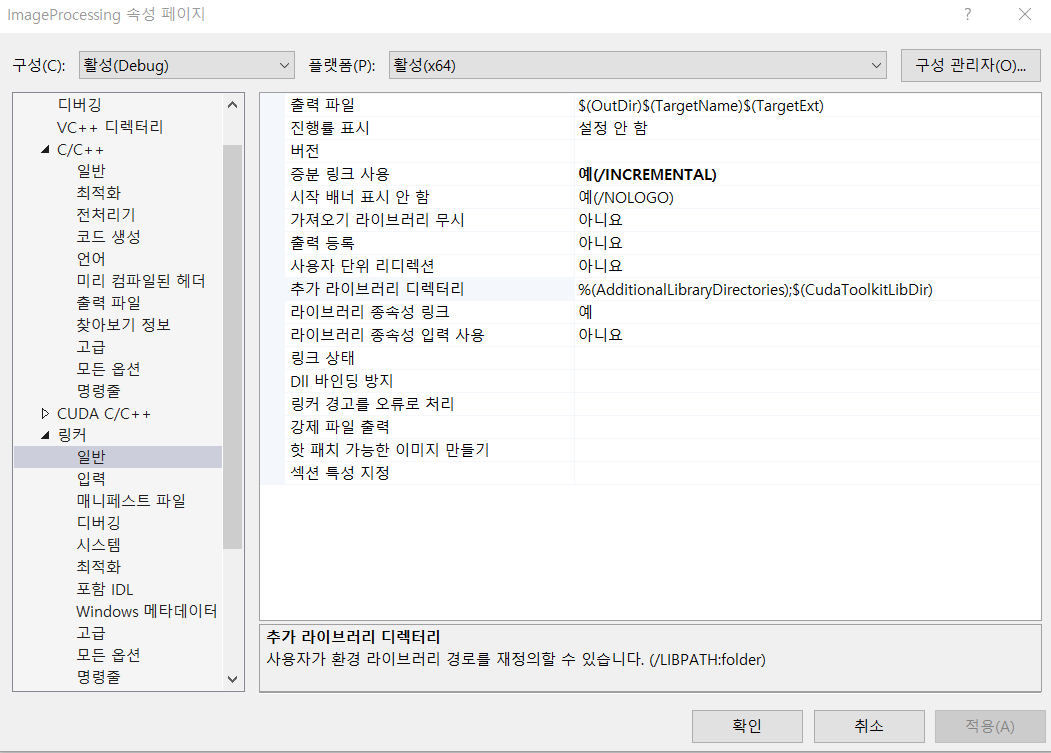 ImageProcessing 속성 페이지
?
구성(C): 활성(Debug) 플랫폼(P): 활성(x64) 구성 관리자(O)...
디버깅
VC++ 디렉터리
C/C++
일반
최적화
전처리기
코드 생성
언어
미리 컴파일된 헤더
출력 파일
찾아보기 정보
고급
모든 옵션
명령줄
CUDA C/C++
링커
일반
입력
매니페스트 파일
디버깅
시스템
최적화
포함 IDL
Windows 메타데이터
고급
모든 옵션
명령줄
출력 파일 $(OutDir)$(TargetName)$(TargetExt)
진행률 표시 설정 안 함
버전
증분 링크 사용 예(/INCREMENTAL)
시작 배너 표시 안 함 예(/NOLOGO)
가져오기 라이브러리 무시 아니요
출력 등록 아니요
사용자 단위 리디렉션 아니요
추가 라이브러리 디렉터리 %(AdditionalLibraryDirectories);$(CudaToolkitLibDir)
라이브러리 종속성 링크 예
라이브러리 종속성 입력 사용 아니요
링크 상태
Dll 바인딩 방지
링커 경고를 오류로 처리
강제 파일 출력
핫 패치 가능한 이미지 만들기
섹션 특성 지정
추가 라이브러리 디렉터리
사용자가 환경 라이브러리 경로를 재정의할 수 있습니다. (/LIBPATH:folder)
확인 취소 적용(A)